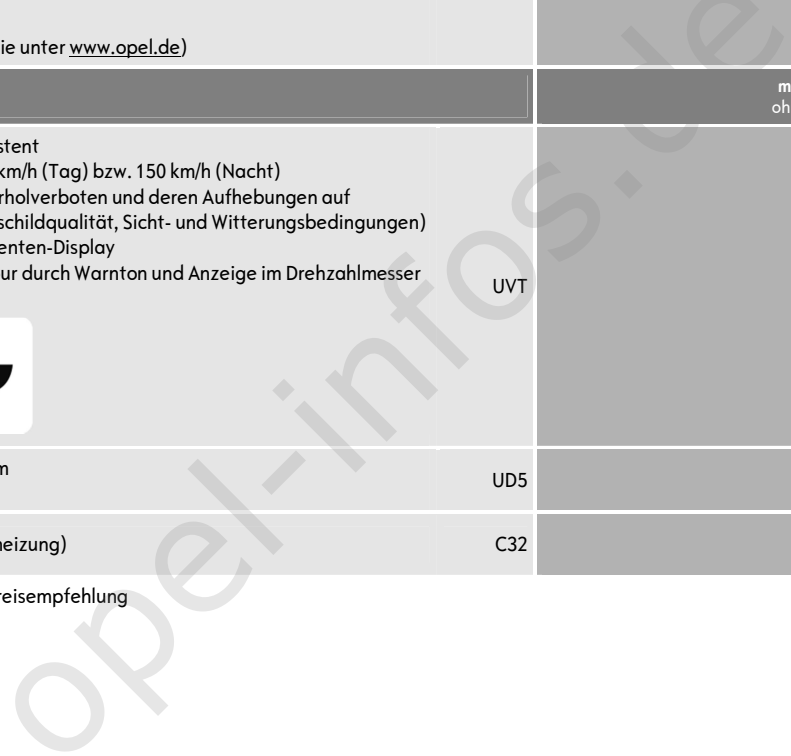 ie unter www.opel.de)
m
oh
stent
km/h (Tag) bzw. 150 km/h (Nacht)
rholverboten und deren Aufhebungen auf
schildqualität, Sicht- und Witterungsbedingungen)
enten-Display
ur durch Warnton und Anzeige im Drehzahlmesser
UVT
m
UD5
heizung) C32
reisempfehlung
opel-infos.de